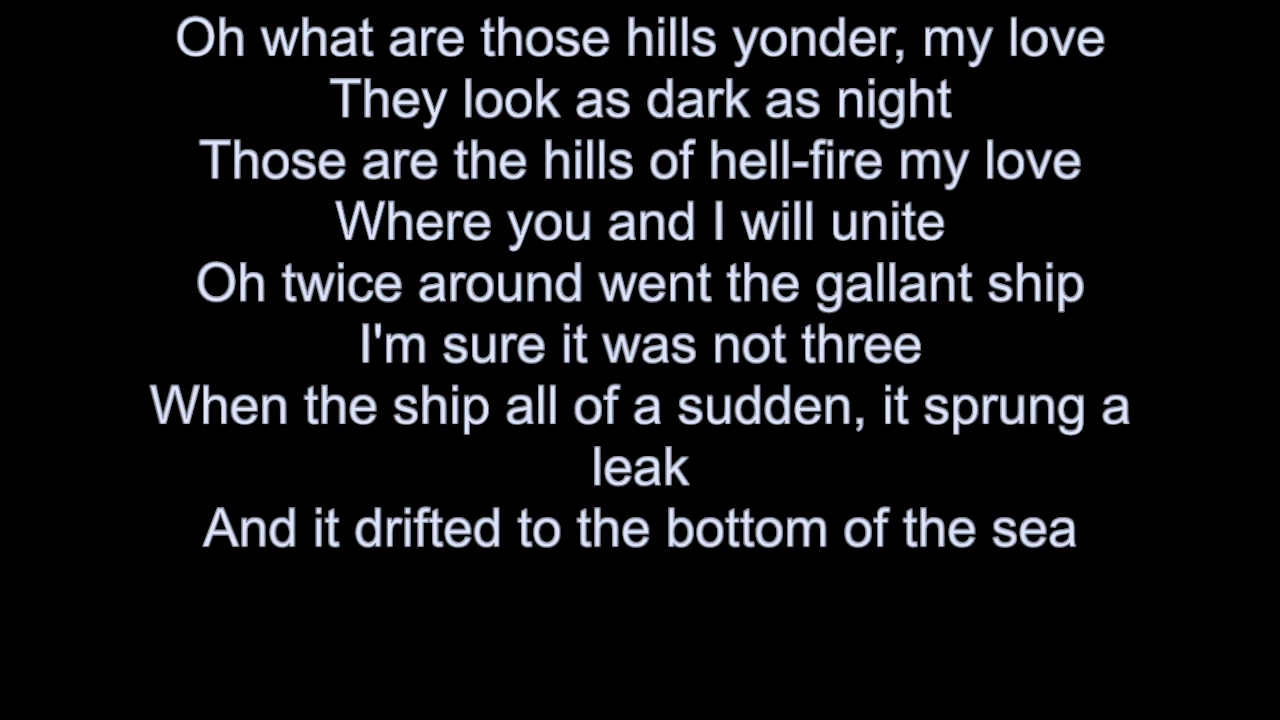 Oh what are those hills yonder, my love
They look as dark as night
Those are the hills of hell-fire my love
Where you and I will unite
Oh twice around went the gallant ship
I'm sure it was not three
When the ship all of a sudden, it sprung a
leak
And it drifted to the bottom of the sea